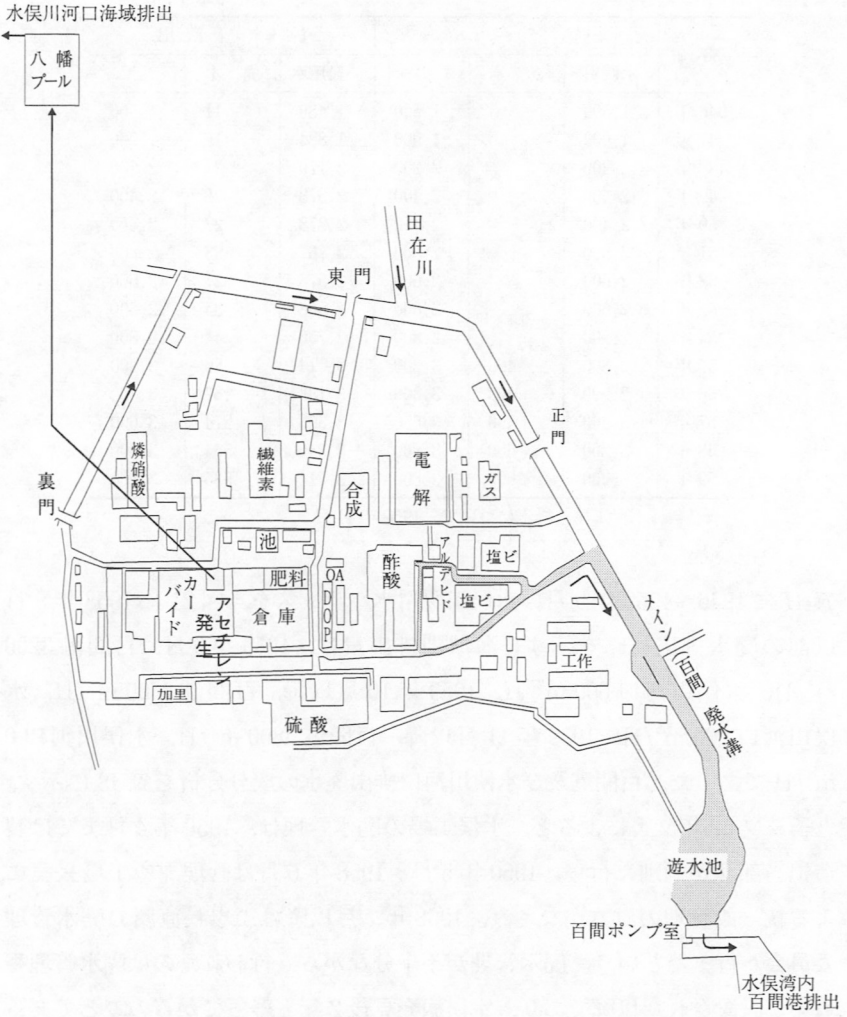 水俣川河口海域排出
八幡
プール
田在川
東門
正門
裏門
燐硝酸
繊維素
合成
電解
ガス
池
酢酸
アルデヒド
塩ビ
塩ビ
カーバイド
アセチレン発生
肥料
倉庫
OA
DOP
加里
硫酸
工作
メイン(百間)廃水溝
遊水池
百間ポンプ室
水俣湾内
百間港排出